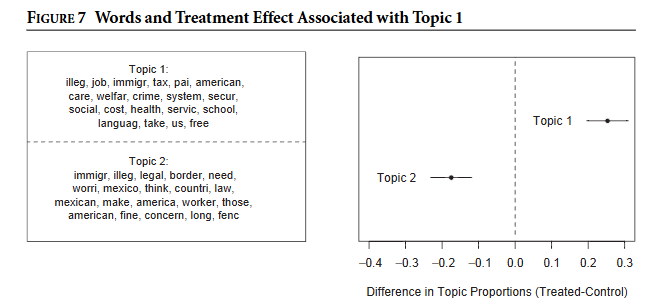 FIGURE 7 Words and Treatment Effect Associated with Topic 1
Topic 1:
illeg, job, immigr, tax, pai, american,
care, welfar, crime, system, secur,
social, cost, health, servic, school,
languag, take, us, free
Topic 2:
immigr, illeg, legal, border, need,
worri, mexico, think, countri, law,
mexican, make, america, worker, those,
american, fine, concern, long, fenc
Topic 1
Topic 2
−0.4 −0.3 −0.2 −0.1 0.0 0.1 0.2 0.3
Difference in Topic Proportions (Treated-Control)